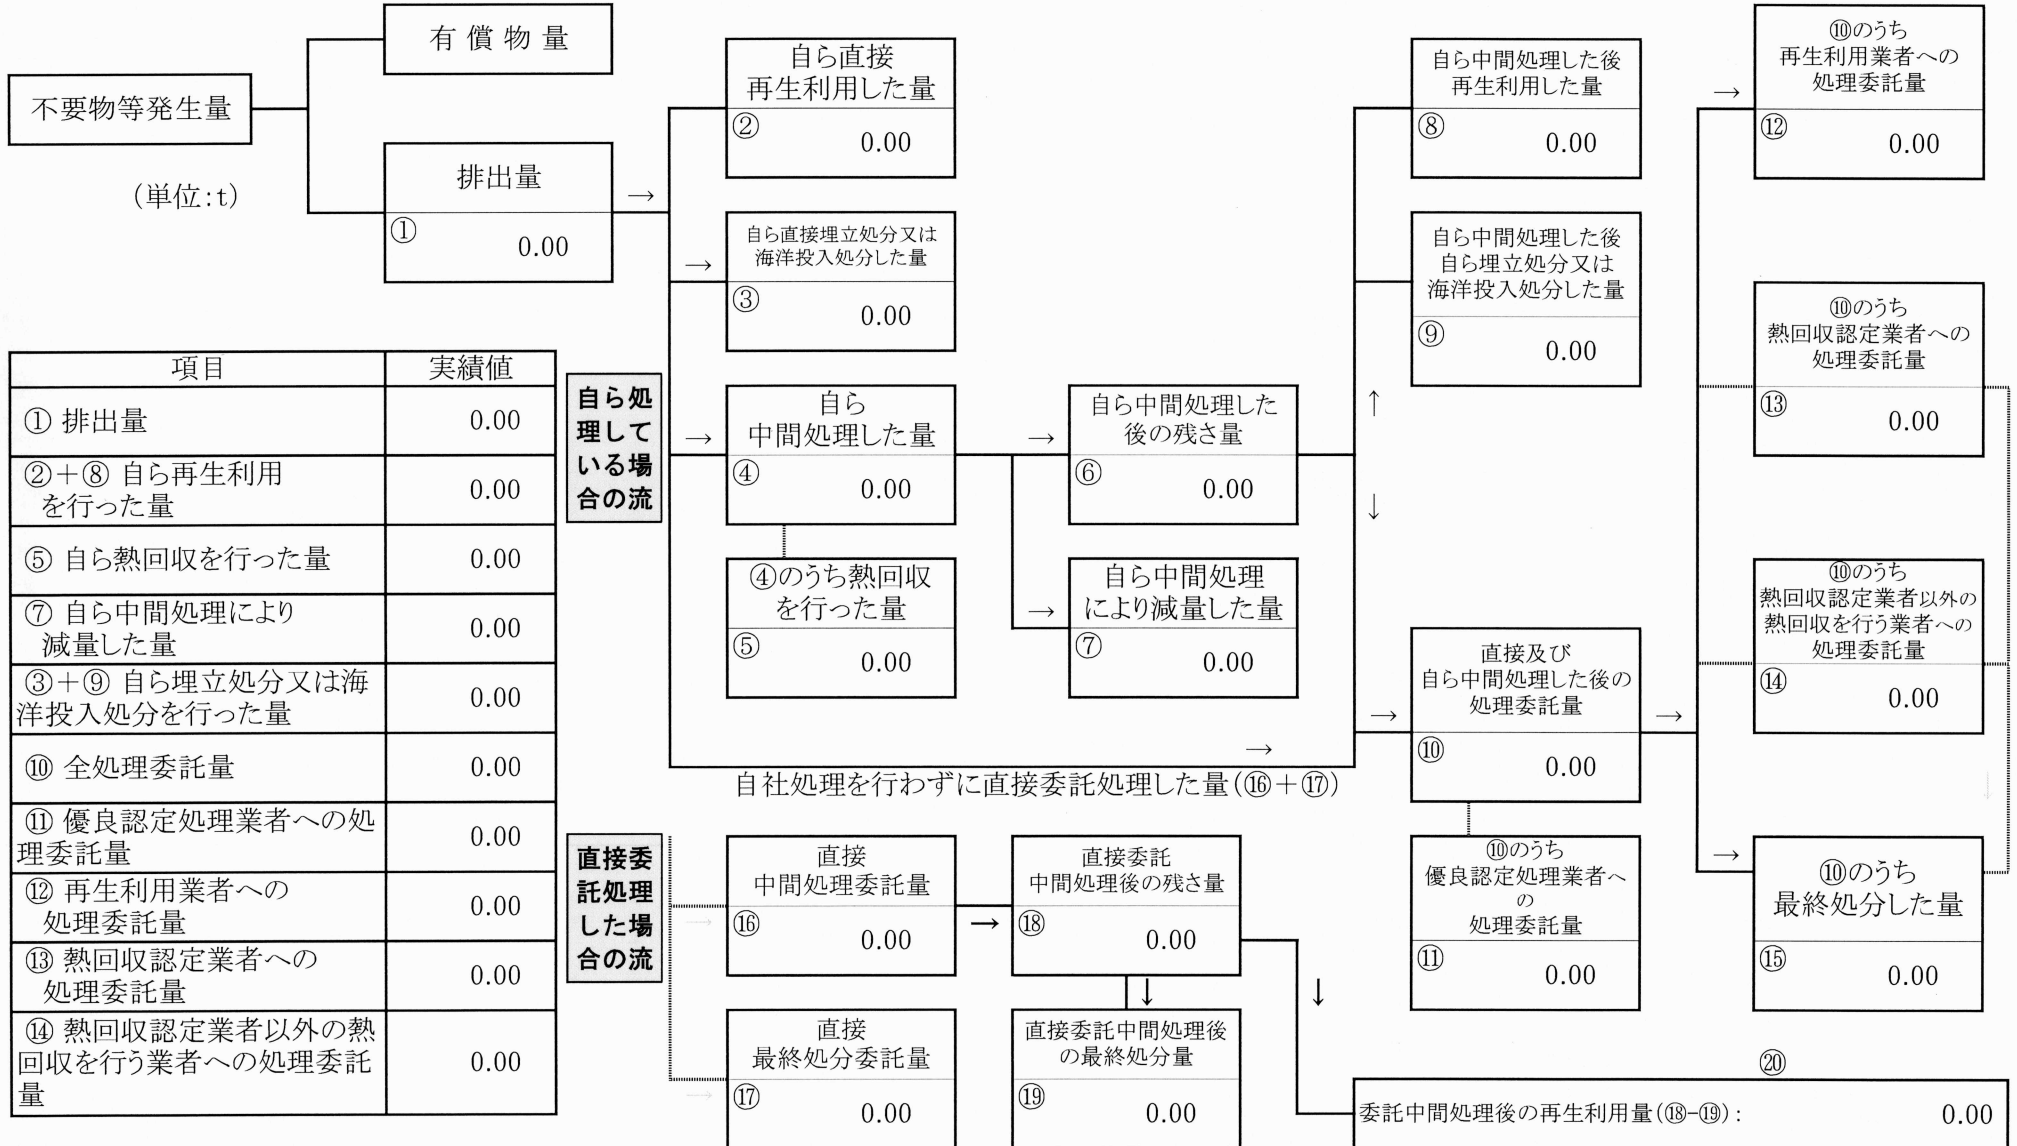 有償物量
不要物等発生量
(単位:t)
排出量
→
①
0.00
自ら直接
再生利用した量
②
0.00
自ら直接埋立処分又は
海洋投入処分した量
→
③
0.00
自ら処
理して
いる場
合の流
→
自ら
中間処理した量
④
0.00
④のうち熱回収
を行った量
⑤
0.00
→
自ら中間処理した
後の残さ量
⑥
0.00
→
自ら中間処理
により減量した量
⑦
0.00
↑
↓
自ら中間処理した後
再生利用した量
⑧
0.00
自ら中間処理した後
自ら埋立処分又は
海洋投入処分した量
⑨
0.00
→
自社処理を行わずに直接委託処理した量(⑯+⑰)
→
直接及び
自ら中間処理した後の
処理委託量
⑩
0.00
→
⑩のうち
優良認定処理業者へ
の
処理委託量
⑪
0.00
→
⑩のうち
再生利用業者への
処理委託量
⑫
0.00
⑩のうち
熱回収認定業者への
処理委託量
⑬
0.00
⑩のうち
熱回収認定業者以外の
熱回収を行う業者への
処理委託量
⑭
0.00
↓
→
⑩のうち
最終処分した量
⑮
0.00
項目 実績値
① 排出量 0.00
②+⑧ 自ら再生利用
を行った量 0.00
⑤ 自ら熱回収を行った量 0.00
⑦ 自ら中間処理により
減量した量 0.00
③+⑨ 自ら埋立処分又は海
洋投入処分を行った量 0.00
⑩ 全処理委託量 0.00
⑪ 優良認定処理業者への処
理委託量 0.00
⑫ 再生利用業者への
処理委託量 0.00
⑬ 熱回収認定業者への
処理委託量 0.00
⑭ 熱回収認定業者以外の熱
回収を行う業者への処理委託
量 0.00
直接委
託処理
した場
合の流
→
直接
中間処理委託量
⑯
0.00
→
直接
最終処分委託量
⑰
0.00
→
直接委託
中間処理後の残さ量
⑱
0.00
↓
直接委託中間処理後
の最終処分量
⑲
0.00
↓
⑳
委託中間処理後の再生利用量(⑱-⑲): 0.00